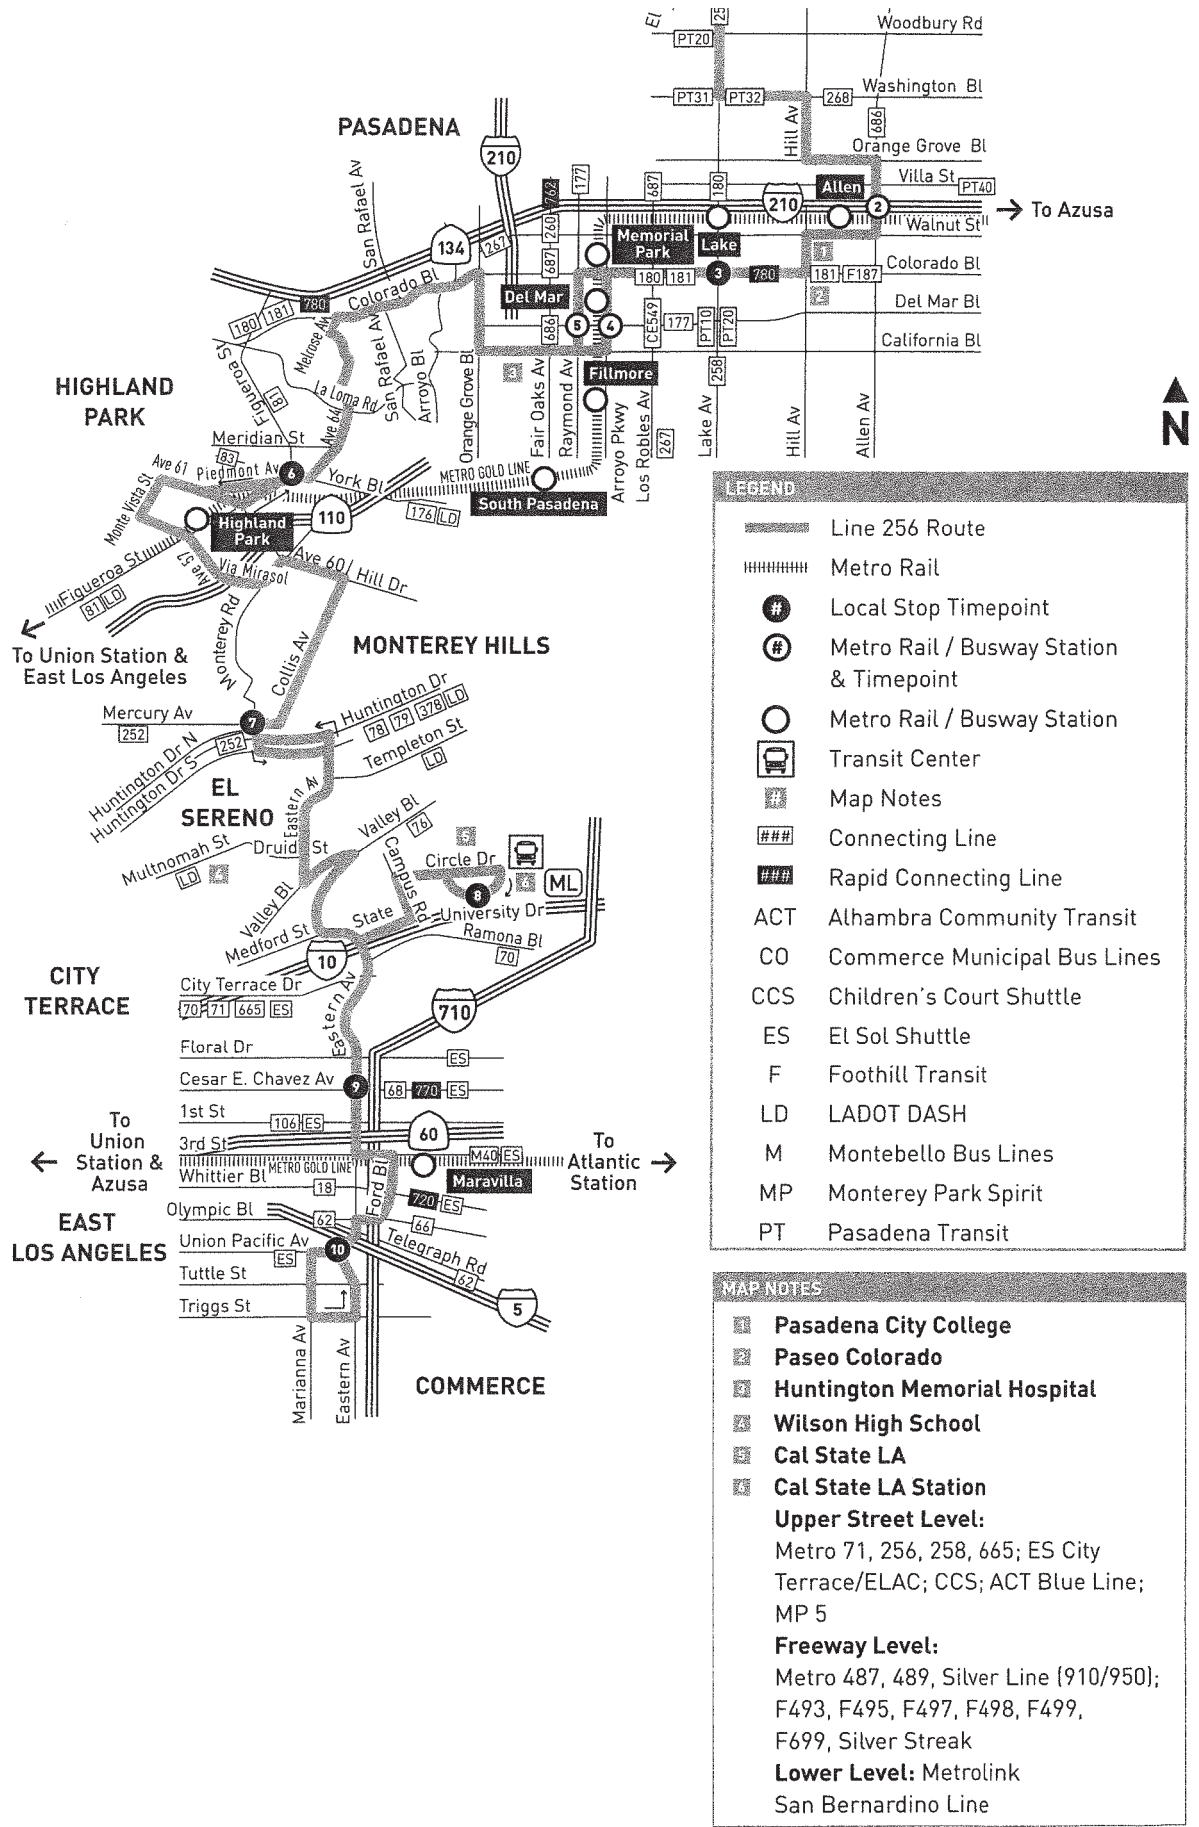 El
25
Woodbury Rd
PT20
Washington Bl
PT31
PT32
268
Hill Av
686
Orange Grove Bl
PASADENA
210
Villa St
PT40
Allen
762
177
687
180
210
2
To Azusa
Walnut St
San Rafael Av
134
267
260
687
Memorial
Park
Lake
1
Colorado Bl
180
181
3
780
181
F187
2
Colorado Bl
780
180
181
Del Mar
Del Mar Bl
686
5
4
CE549
177
PT10
PT20
California Bl
Melrose Av
San Rafael Av
Arroyo Bl
Orange Grove Bl
3
Fair Oaks Av
Raymond Av
Fillmore
Arroyo Pkwy
Los Robles Av
267
258
Lake Av
Hill Av
Allen Av
HIGHLAND
PARK
Figueroa St
81
La Loma Rd
Ave 64
N
Meridian St
83
Ave 61
Piedmont Av
6
York Bl
METRO GOLD LINE
South Pasadena
Monte Vista St
Highland
Park
110
176
LD
Figueroa St
81
LD
Ave 57
Via Mirasol
Ave 60/ Hill Dr
To Union Station &
East Los Angeles
Monterey Rd
Collis Av
MONTEREY HILLS
Mercury Av
252
7
Huntington Dr
78
79
378
LD
Huntington Dr N
Huntington Dr S
252
Templeton St
LD
EL
SERENO
Eastern Av
Multnomah St
LD
4
Druid St
Valley Bl
76
Valley Bl
Campus Rd
5
Circle Dr
6
ML
8
State
University Dr
Medford St
Ramona Bl
70
10
CITY
TERRACE
City Terrace Dr
70
71
665
ES
Eastern Av
710
Floral Dr
ES
Cesar E. Chavez Av
9
68
770
ES
1st St
106
ES
60
3rd St
To
Union
Station &
Azusa
METRO GOLD LINE
M40
ES
To
Atlantic
Station
Maravilla
Whittier Bl
18
Ford Bl
720
ES
Olympic Bl
62
66
EAST
LOS ANGELES
Union Pacific Av
ES
10
Telegraph Rd
62
Tuttle St
5
Triggs St
Marianna Av
Eastern Av
COMMERCE
LEGEND
Line 256 Route
Metro Rail
# Local Stop Timepoint
# Metro Rail / Busway Station
& Timepoint
Metro Rail / Busway Station
Transit Center
# Map Notes
### Connecting Line
### Rapid Connecting Line
ACT Alhambra Community Transit
CO Commerce Municipal Bus Lines
CCS Children's Court Shuttle
ES El Sol Shuttle
F Foothill Transit
LD LADOT DASH
M Montebello Bus Lines
MP Monterey Park Spirit
PT Pasadena Transit
MAP NOTES
1 Pasadena City College
2 Paseo Colorado
3 Huntington Memorial Hospital
4 Wilson High School
5 Cal State LA
6 Cal State LA Station
Upper Street Level:
Metro 71, 256, 258, 665; ES City
Terrace/ELAC; CCS; ACT Blue Line;
MP 5
Freeway Level:
Metro 487, 489, Silver Line (910/950);
F493, F495, F497, F498, F499,
F699, Silver Streak
Lower Level: Metrolink
San Bernardino Line